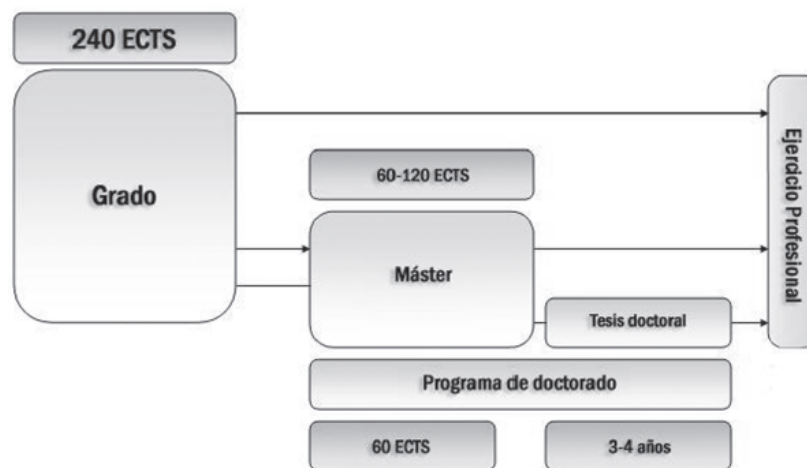 240 ECTS
Grado
60-120 ECTS
Máster
Tesis doctoral
Programa de doctorado
60 ECTS
3-4 años
Ejercicio Profesional